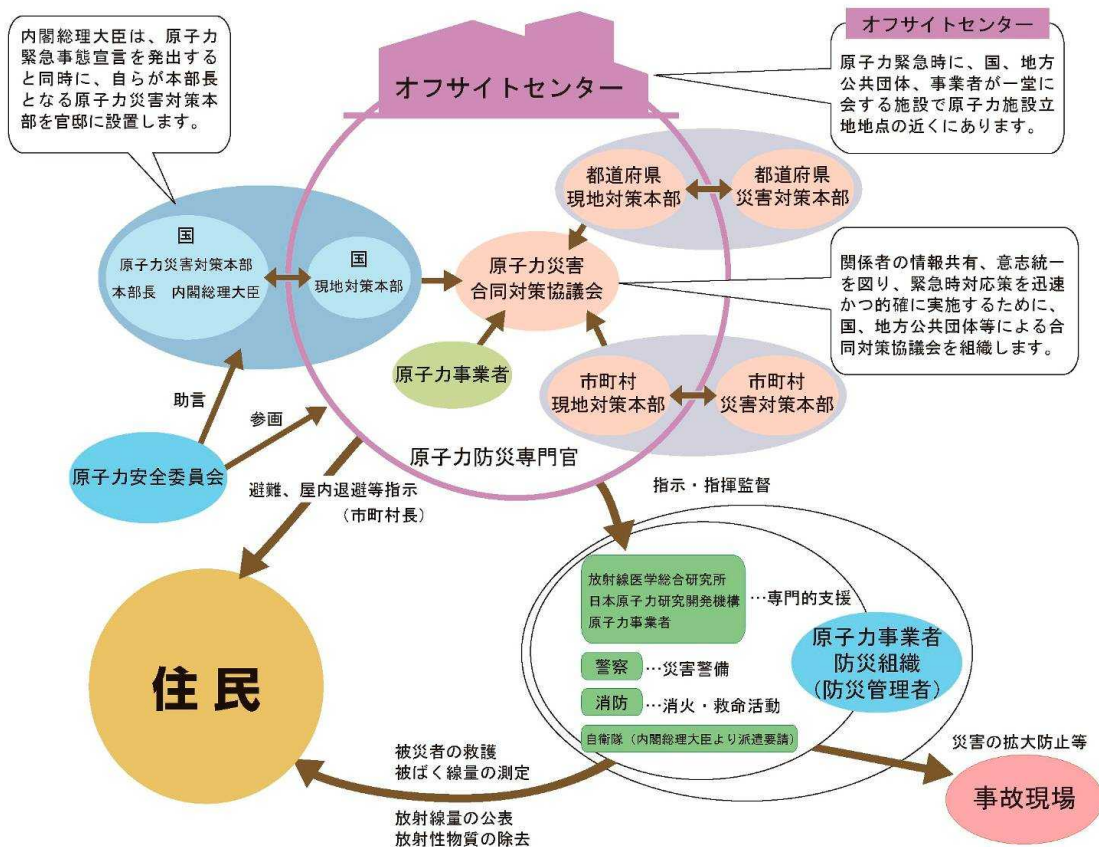 内閣総理大臣は、原子力
緊急事態宣言を発出する
と同時に、自らが本部長
となる原子力災害対策本
部を官邸に設置します。
オフサイトセンター
オフサイトセンター
原子力緊急時に、国、地方
公共団体、事業者が一堂に
会する施設で原子力施設立
地地点の近くにあります。
都道府県
現地対策本部
都道府県
災害対策本部
国
原子力災害対策本部
本部長　内閣総理大臣
国
現地対策本部
原子力災害
合同対策協議会
関係者の情報共有、意志統一
を図り、緊急時対応策を迅速
かつ的確に実施するために、
国、地方公共団体等による合
同対策協議会を組織します。
原子力事業者
市町村
現地対策本部
市町村
災害対策本部
助言
参画
原子力安全委員会
原子力防災専門官
避難、屋内退避等指示
（市町村長）
指示・指揮監督
放射線医学総合研究所
日本原子力研究開発機構
原子力事業者
…専門的支援
警察
…災害警備
消防
…消火・救命活動
自衛隊（内閣総理大臣より派遣要請）
原子力事業者
防災組織
（防災管理者）
住民
災害の拡大防止等
事故現場
被災者の救護
被ばく線量の測定
放射線量の公表
放射性物質の除去